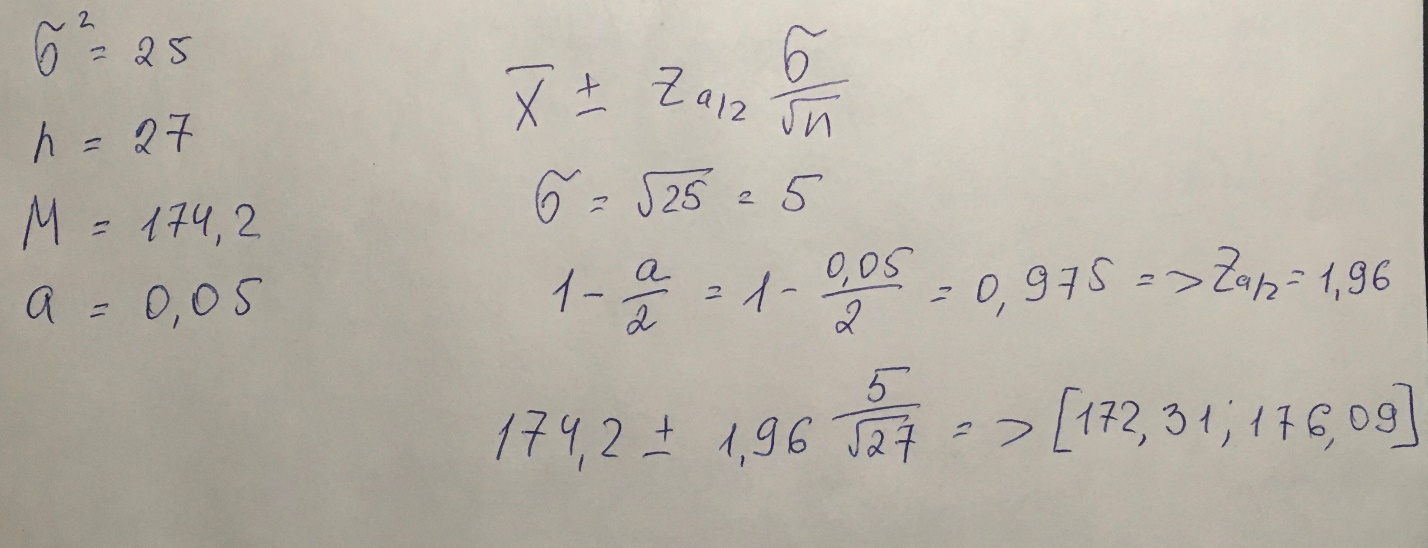 σ² = 25
n = 27
M = 174,2
a = 0,05
X̅ ± Z a/2 σ/√n
σ = √25 = 5
1 - a/2 = 1 - 0,05/2 = 0,975 => Z a/2 = 1,96
174,2 ± 1,96 5/√27 => [172,31; 176,09]